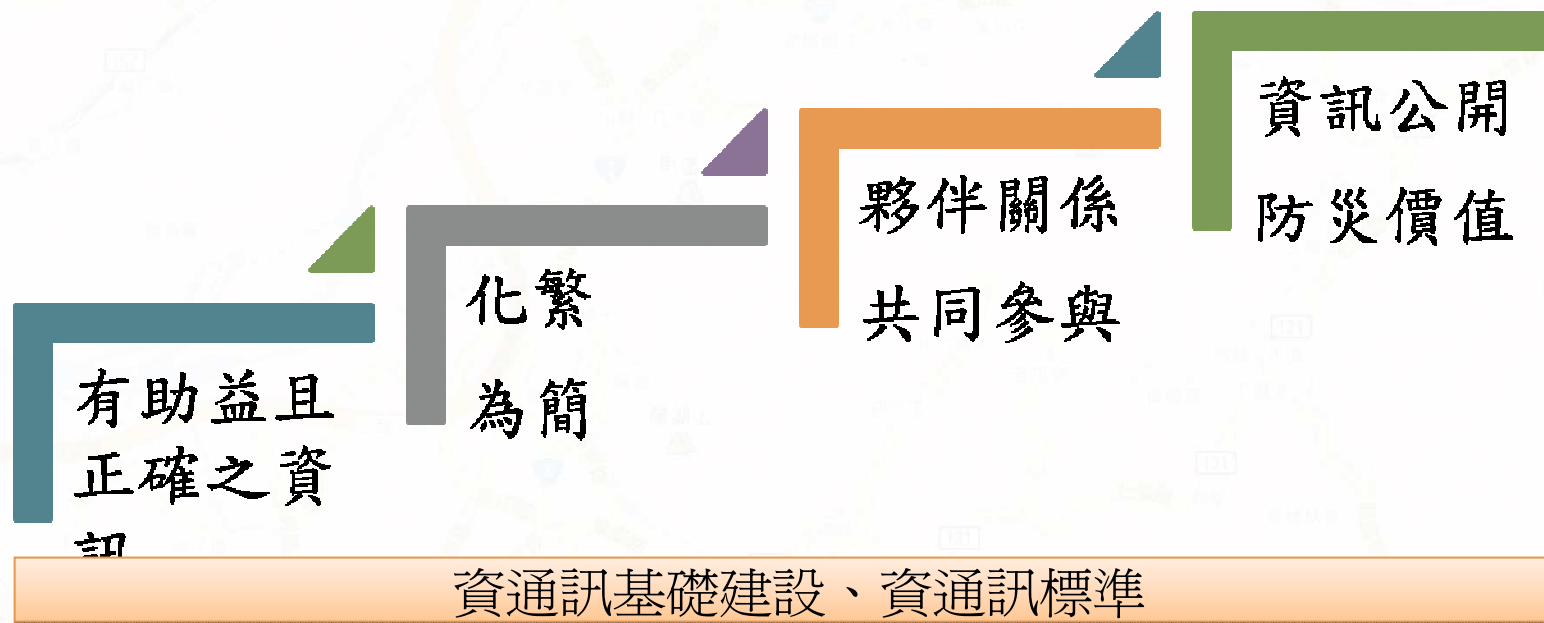 有助益且
正確之資
訊
化繁
為簡
夥伴關係
共同參與
資訊公開
防災價值
資通訊基礎建設、資通訊標準